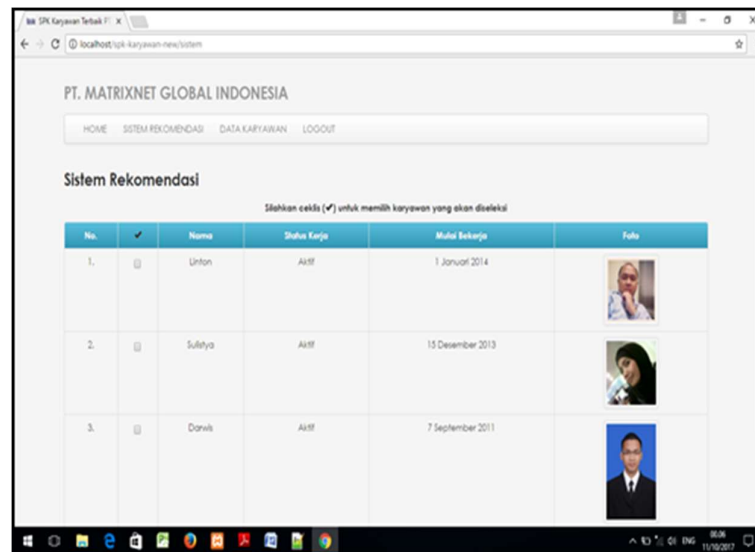 SPK Karyawan Terbaik PT
localhost/spk-karyawan-new/sistem
PT. MATRIXNET GLOBAL INDONESIA
HOME SISTEM REKOMENDASI DATA KARYAWAN LOGOUT
Sistem Rekomendasi
Silahkan ceklis (✔) untuk memilih karyawan yang akan diseleksi
No. ✔ Nama Status Kerja Mulai Bekerja Foto
1. Linton Aktif 1 Januari 2014
2. Sulistya Aktif 15 Desember 2013
3. Darwis Aktif 7 September 2011
ENG 00.06
11/10/2017